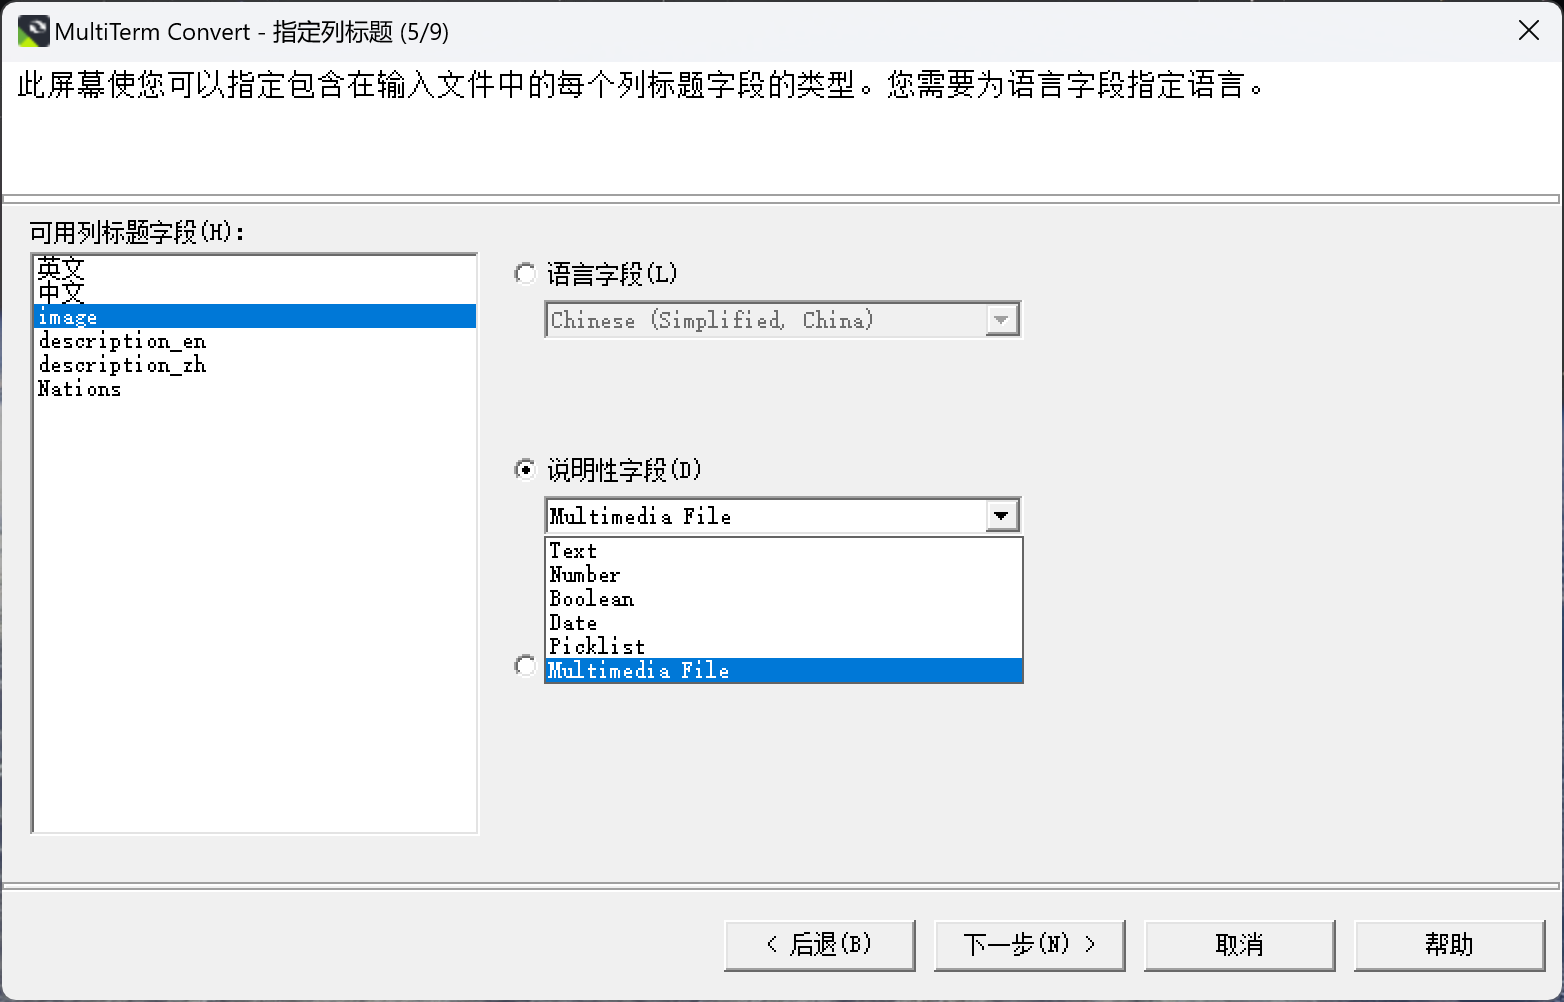 MultiTerm Convert - 指定列标题 (5/9)
此屏幕使您可以指定包含在输入文件中的每个列标题字段的类型。您需要为语言字段指定语言。
可用列标题字段(H):
英文
中文
image
description_en
description_zh
Nations
语言字段(L)
Chinese (Simplified, China)
说明性字段(D)
Multimedia File
Text
Number
Boolean
Date
Picklist
Multimedia File
< 后退(B)
下一步(N) >
取消
帮助